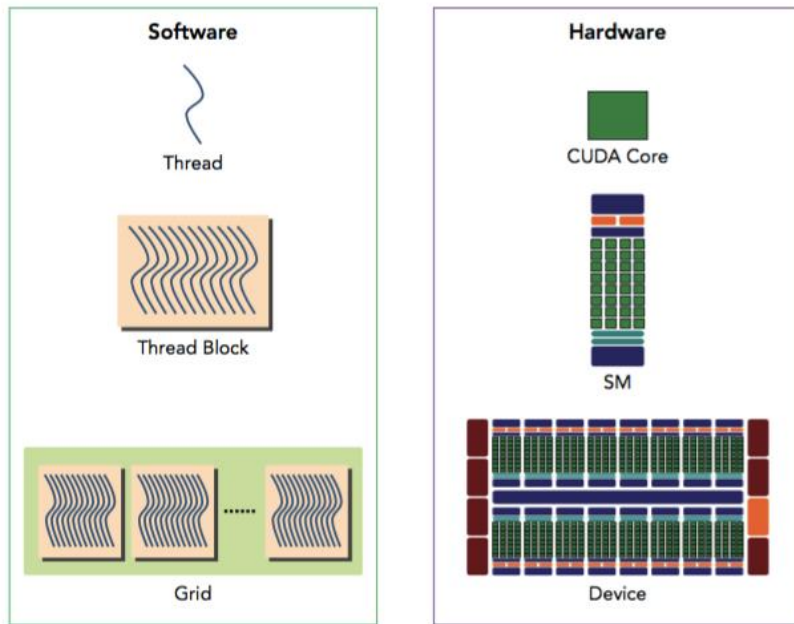 Software
Thread
Thread Block
......
Grid
Hardware
CUDA Core
SM
Device